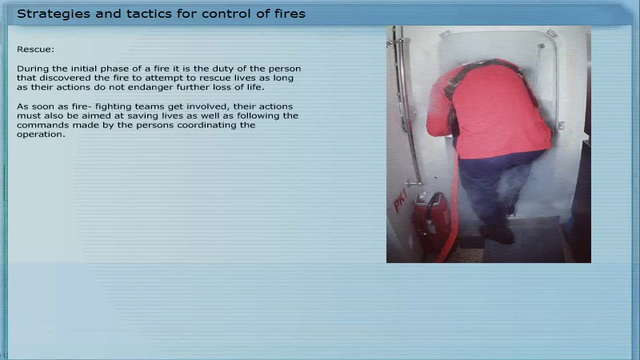 Strategies and tactics for control of fires
Rescue:
During the initial phase of a fire it is the duty of the person
that discovered the fire to attempt to rescue lives as long
as their actions do not endanger further loss of life.
As soon as fire- fighting teams get involved, their actions
must also be aimed at saving lives as well as following the
commands made by the persons coordinating the
operation.